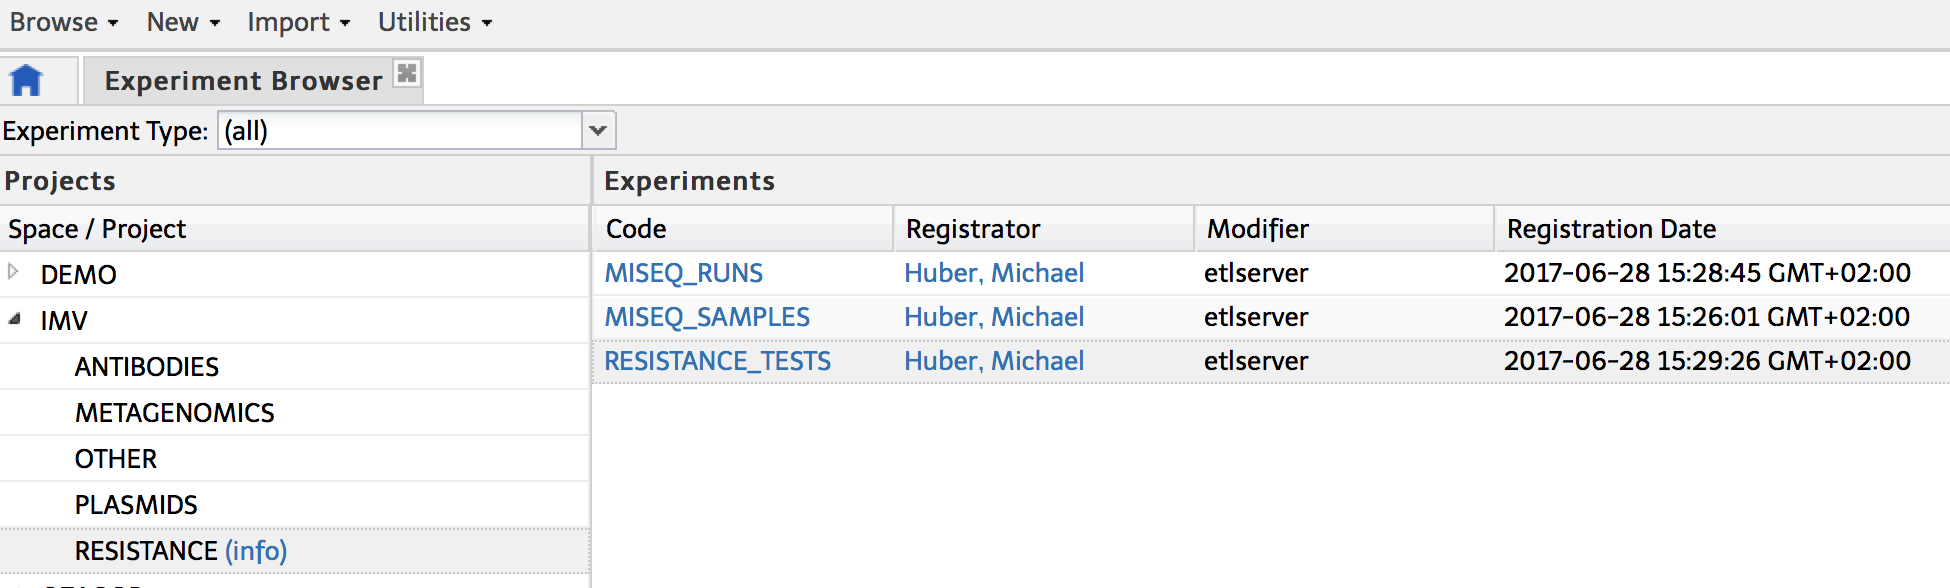 Browse New Import Utilities
Experiment Browser
Experiment Type: (all)
Projects
Space / Project
DEMO
IMV
ANTIBODIES
METAGENOMICS
OTHER
PLASMIDS
RESISTANCE (info)
Experiments
Code Registrator Modifier Registration Date
MISEQ_RUNS Huber, Michael etlserver 2017-06-28 15:28:45 GMT+02:00
MISEQ_SAMPLES Huber, Michael etlserver 2017-06-28 15:26:01 GMT+02:00
RESISTANCE_TESTS Huber, Michael etlserver 2017-06-28 15:29:26 GMT+02:00